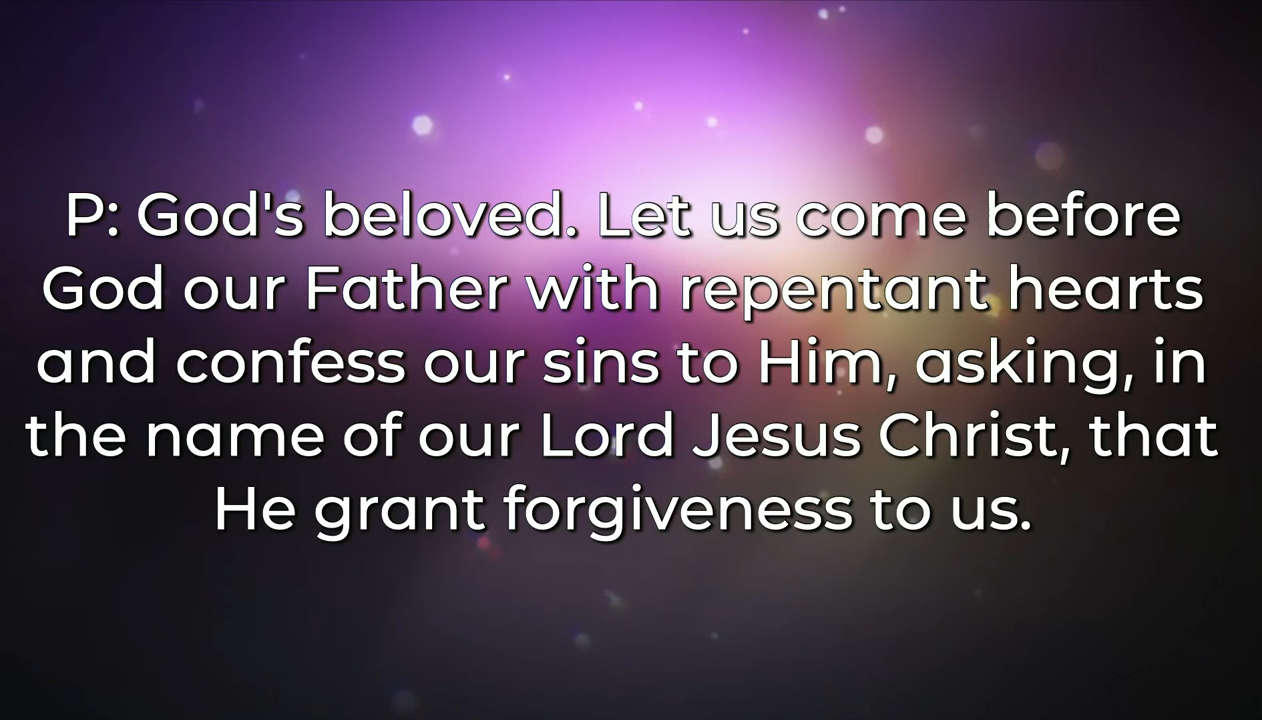 P: God's beloved. Let us come before
God our Father with repentant hearts
and confess our sins to Him, asking, in
the name of our Lord Jesus Christ, that
He grant forgiveness to us.